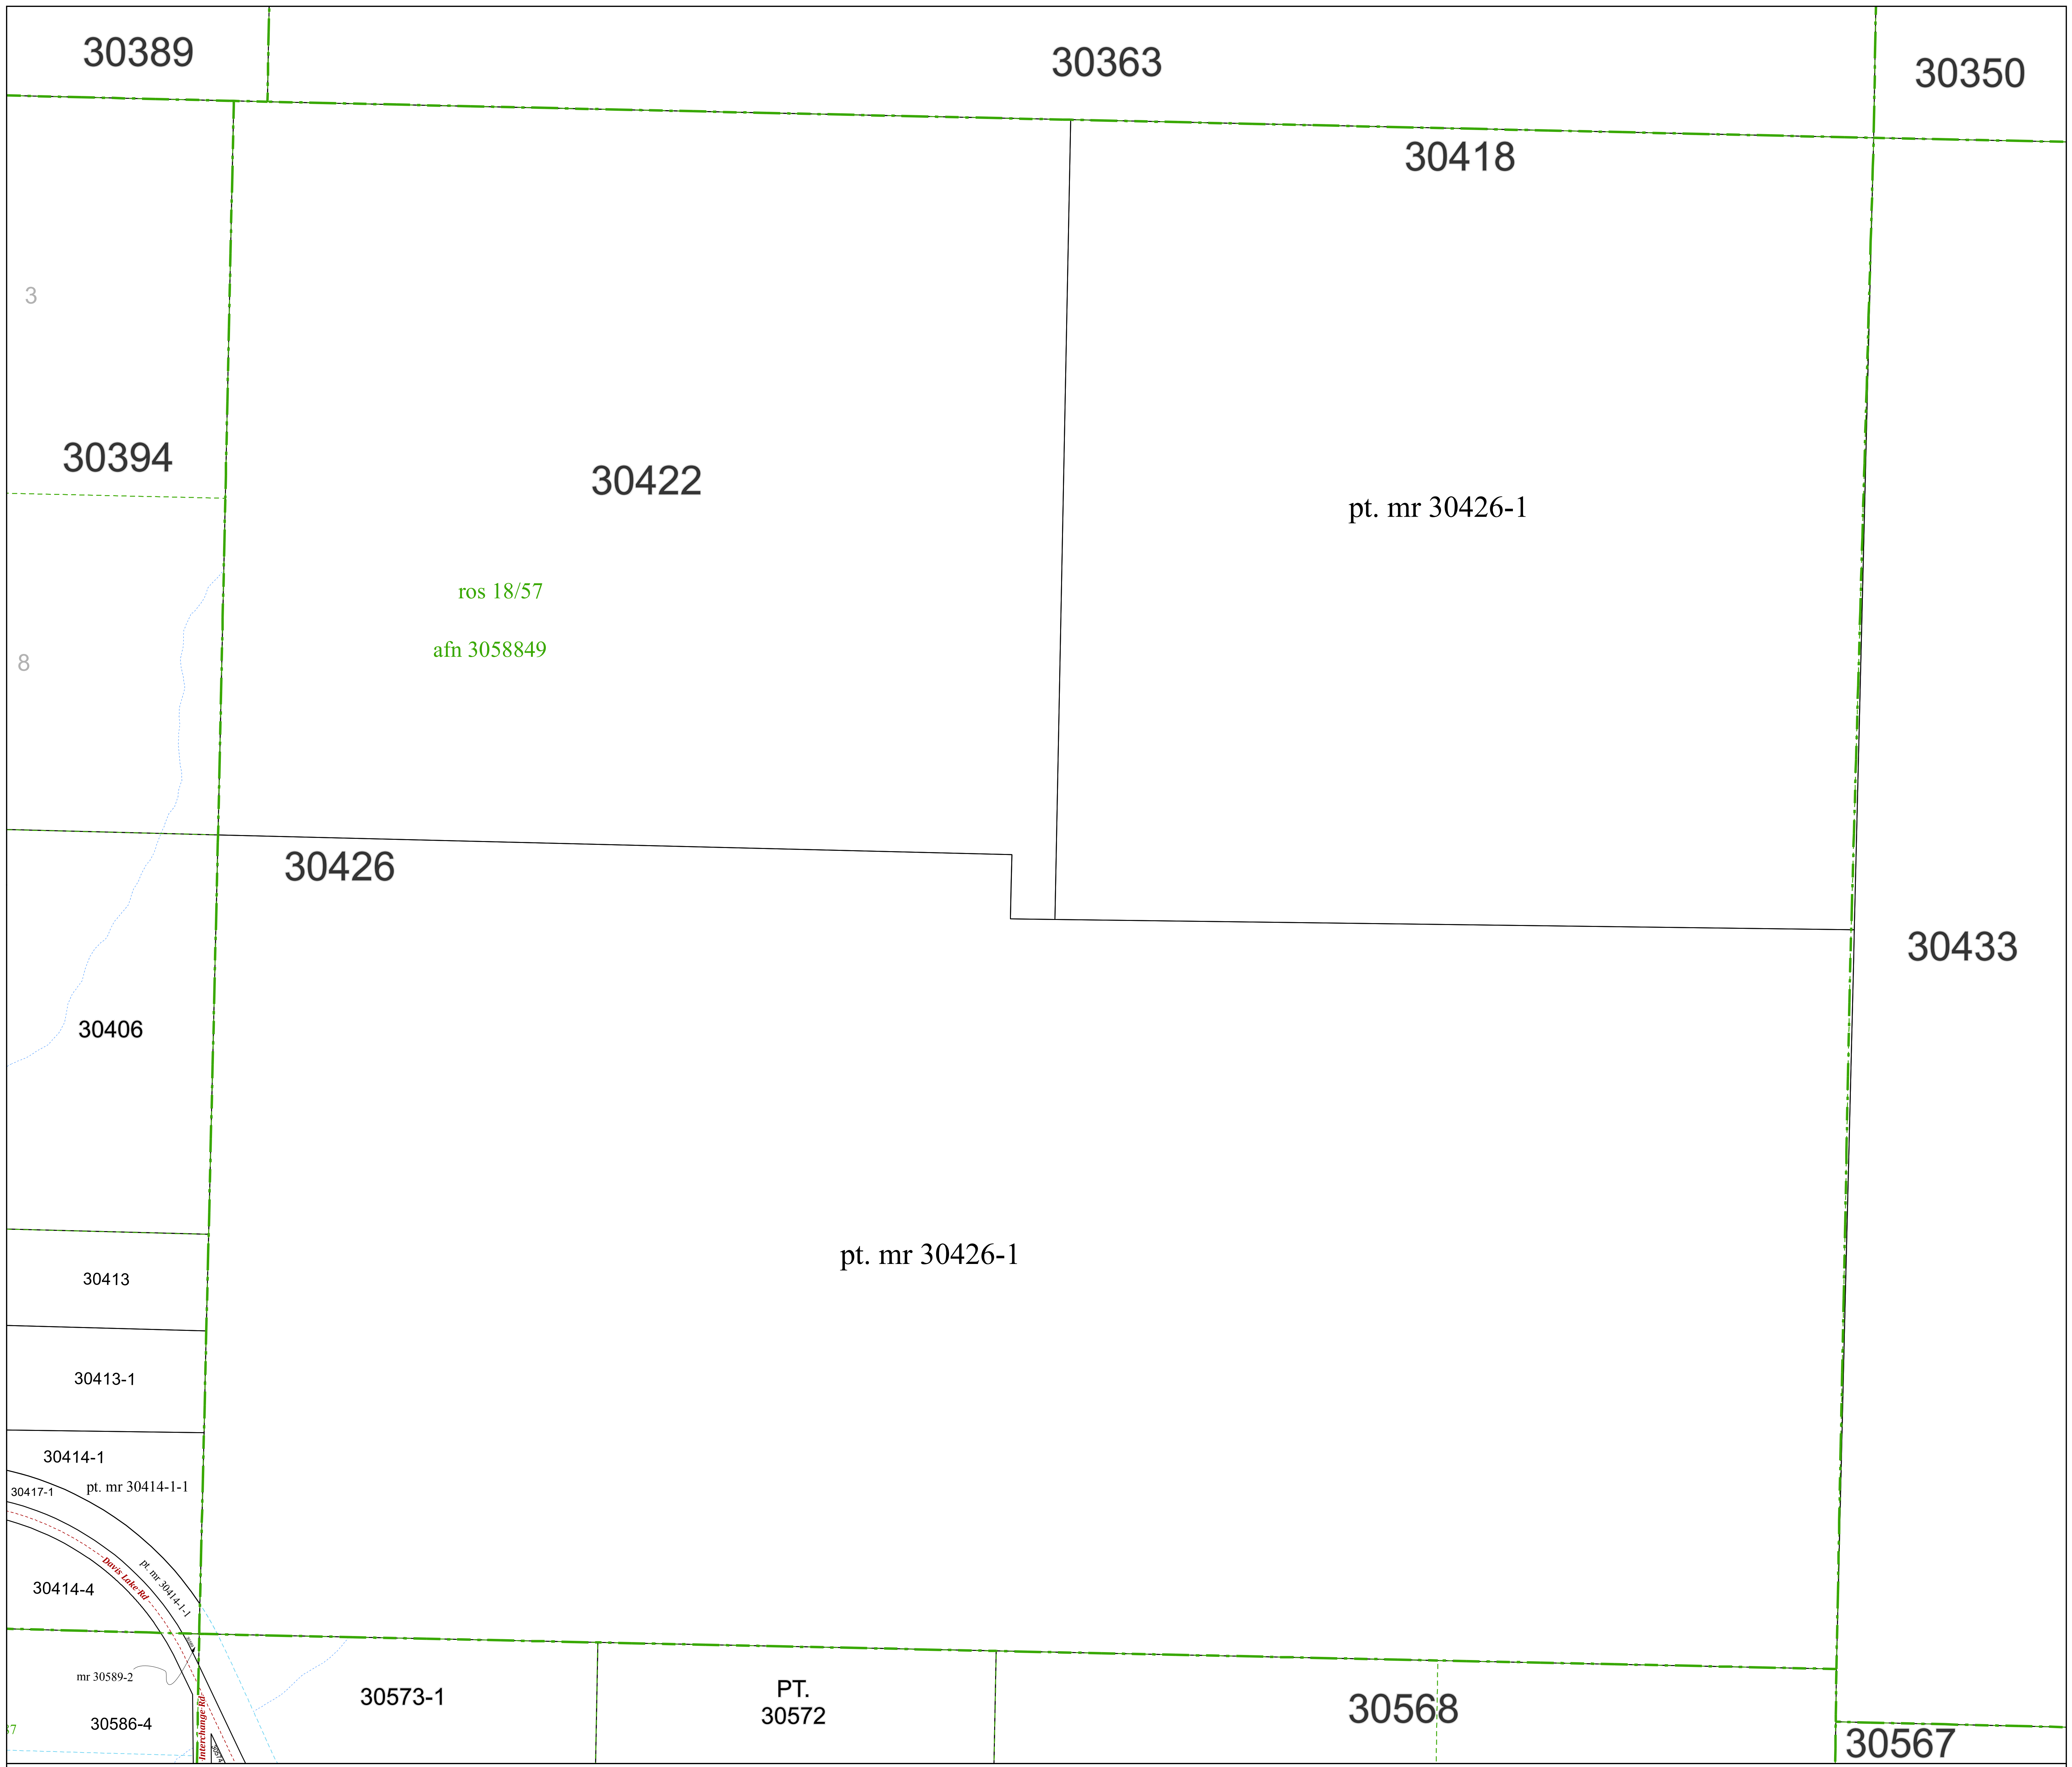 30389
30363
30350
30418
3
30394
30422
pt. mr 30426-1
ros 18/57
afn 3058849
8
30426
30433
30406
pt. mr 30426-1
30413
30413-1
30414-1
pt. mr 30414-1-1
30417-1
Davis Lake Rd
pt. mr 30414-1-1
30414-4
mr 30589-2
30573-1
PT.
30572
30568
30586-4
37
Interchange Rd
30567